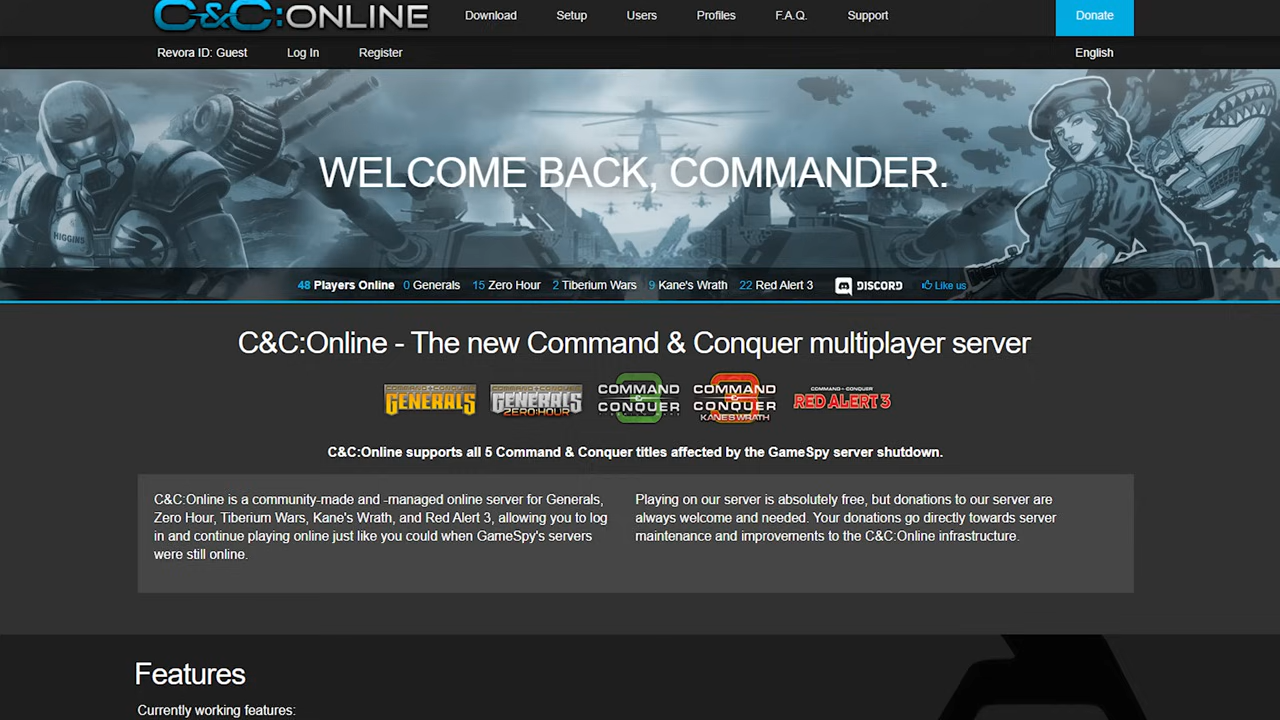 C&C:ONLINE Download Setup Users Profiles F.A.Q. Support Donate
Revora ID: Guest Log In Register English
WELCOME BACK, COMMANDER.
HIGGINS
48 Players Online 0 Generals 15 Zero Hour 2 Tiberium Wars 9 Kane's Wrath 22 Red Alert 3 DISCORD Like us
C&C:Online - The new Command & Conquer multiplayer server
COMMAND & CONQUER
GENERALS
COMMAND & CONQUER
GENERALS
ZERO:HOUR
COMMAND
&
CONQUER
COMMAND
&
CONQUER
KANE'S WRATH
COMMAND & CONQUER
RED ALERT 3
C&C:Online supports all 5 Command & Conquer titles affected by the GameSpy server shutdown.
C&C:Online is a community-made and -managed online server for Generals,
Zero Hour, Tiberium Wars, Kane's Wrath, and Red Alert 3, allowing you to log
in and continue playing online just like you could when GameSpy's servers
were still online.
Playing on our server is absolutely free, but donations to our server are
always welcome and needed. Your donations go directly towards server
maintenance and improvements to the C&C:Online infrastructure.
Features
Currently working features: